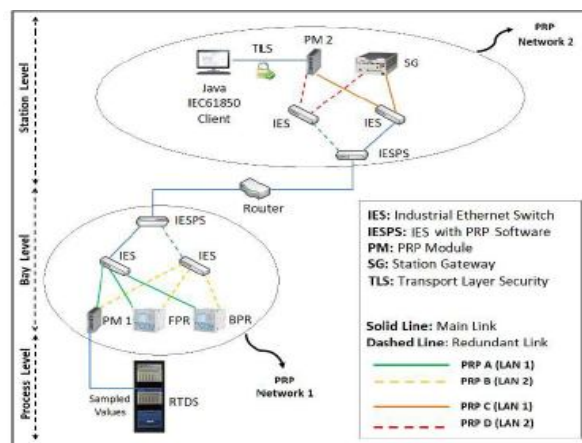 Station Level
Bay Level
Process Level
PRP
Network 2
TLS
PM 2
SG
Java
IEC61850
Client
IES
IES
IESPS
Router
IESPS
IES
IES
PM 1
FPR
BPR
PRP
Network 1
Sampled
Values
RTDS
IES: Industrial Ethernet Switch
IESPS: IES with PRP Software
PM: PRP Module
SG: Station Gateway
TLS: Transport Layer Security
Solid Line: Main Link
Dashed Line: Redundant Link
PRP A (LAN 1)
PRP B (LAN 2)
PRP C (LAN 1)
PRP D (LAN 2)